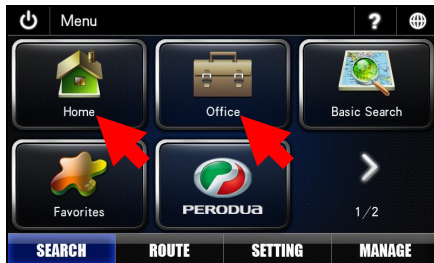 Menu ?
Home Office Basic Search
Favorites PERODUA 1/2
SEARCH ROUTE SETTING MANAGE